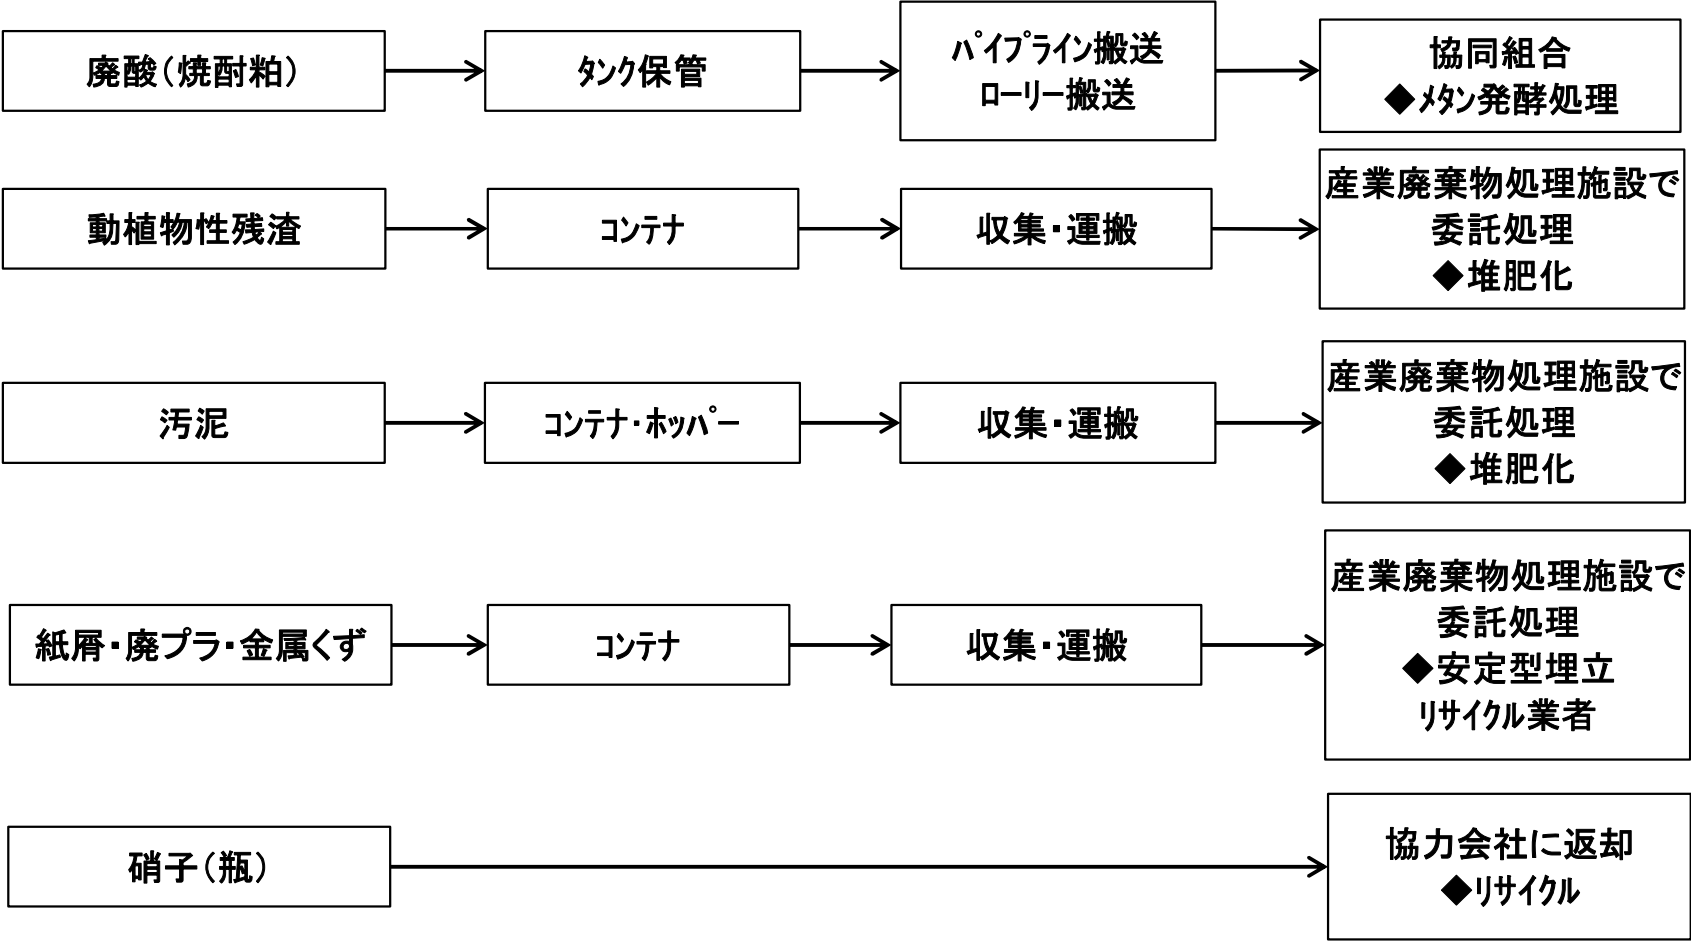 廃酸（焼酎粕）
ﾀﾝｸ保管
ﾊﾟｲﾌﾟﾗｲﾝ搬送
ﾛｰﾘｰ搬送
協同組合
◆ﾒﾀﾝ発酵処理
動植物性残渣
ｺﾝﾃﾅ
収集・運搬
産業廃棄物処理施設で
委託処理
◆堆肥化
汚泥
ｺﾝﾃﾅ・ﾎｯﾊﾟｰ
収集・運搬
産業廃棄物処理施設で
委託処理
◆堆肥化
紙屑・廃プラ・金属くず
ｺﾝﾃﾅ
収集・運搬
産業廃棄物処理施設で
委託処理
◆安定型埋立
ﾘｻｲｸﾙ業者
硝子（瓶）
協力会社に返却
◆ﾘｻｲｸﾙ